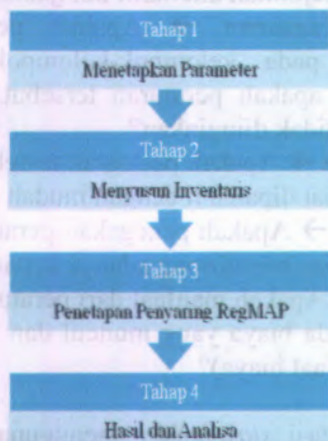 Tahap 1
Menetapkan Parameter
Tahap 2
Menyusun Inventaris
Tahap 3
Penetapan Penyaring RegMAP
Tahap 4
Hasil dan Analisa